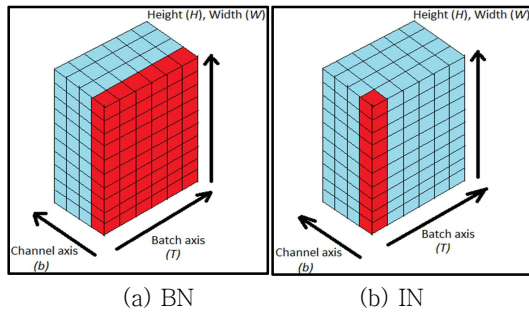 Height (H), Width (W)
Channel axis
(b)
Batch axis
(T)
(a) BN
Height (H), Width (W)
Channel axis
(b)
Batch axis
(T)
(b) IN